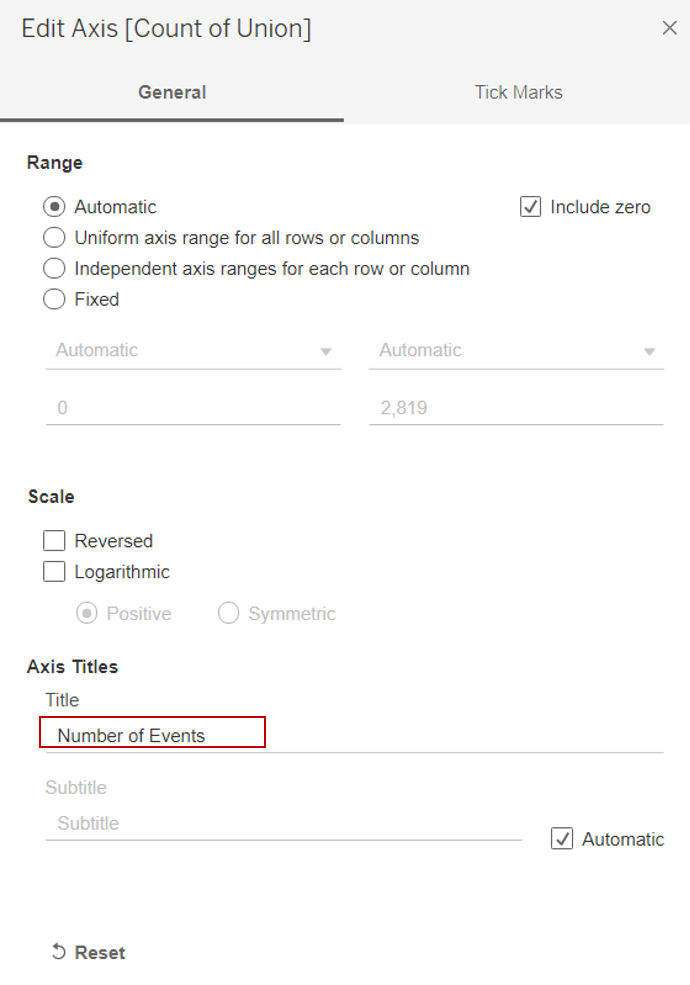 Edit Axis [Count of Union]
General
Tick Marks
Range
Automatic
Include zero
Uniform axis range for all rows or columns
Independent axis ranges for each row or column
Fixed
Automatic
Automatic
0
2,819
Scale
Reversed
Logarithmic
Positive
Symmetric
Axis Titles
Title
Number of Events
Subtitle
Subtitle
Automatic
Reset